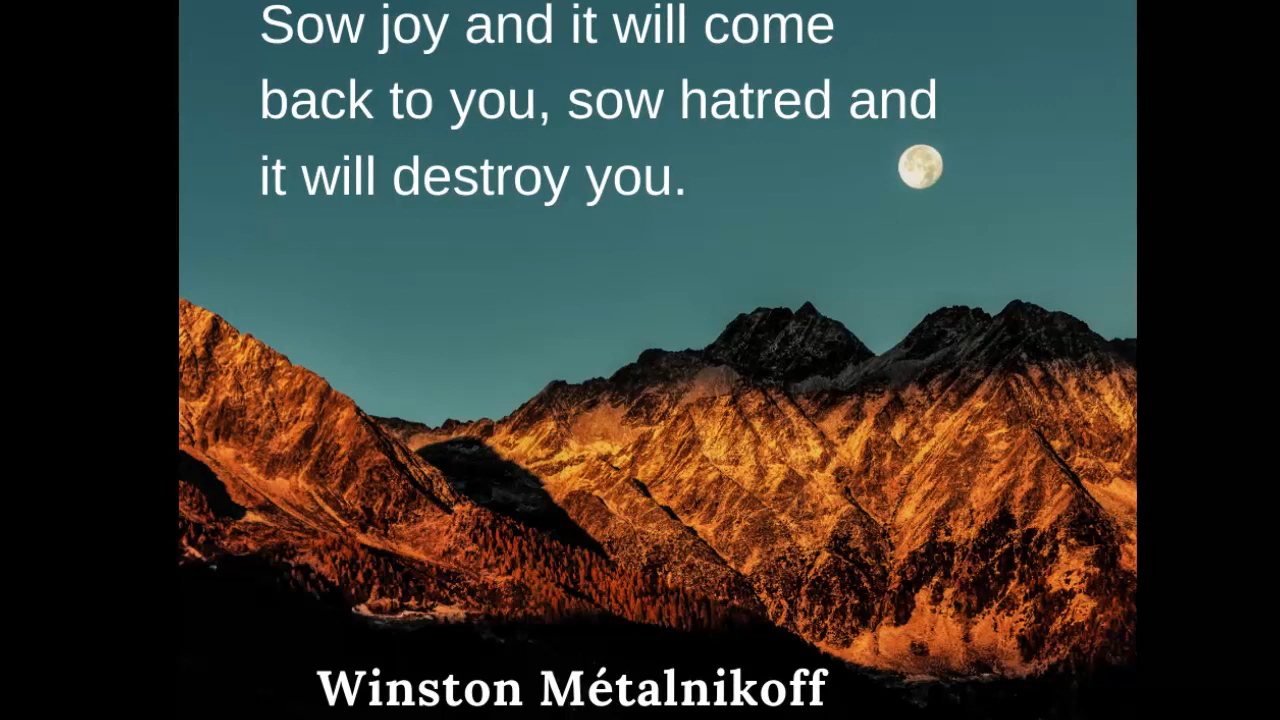 Sow joy and it will come
back to you, sow hatred and
it will destroy you.
Winston Métalnikoff